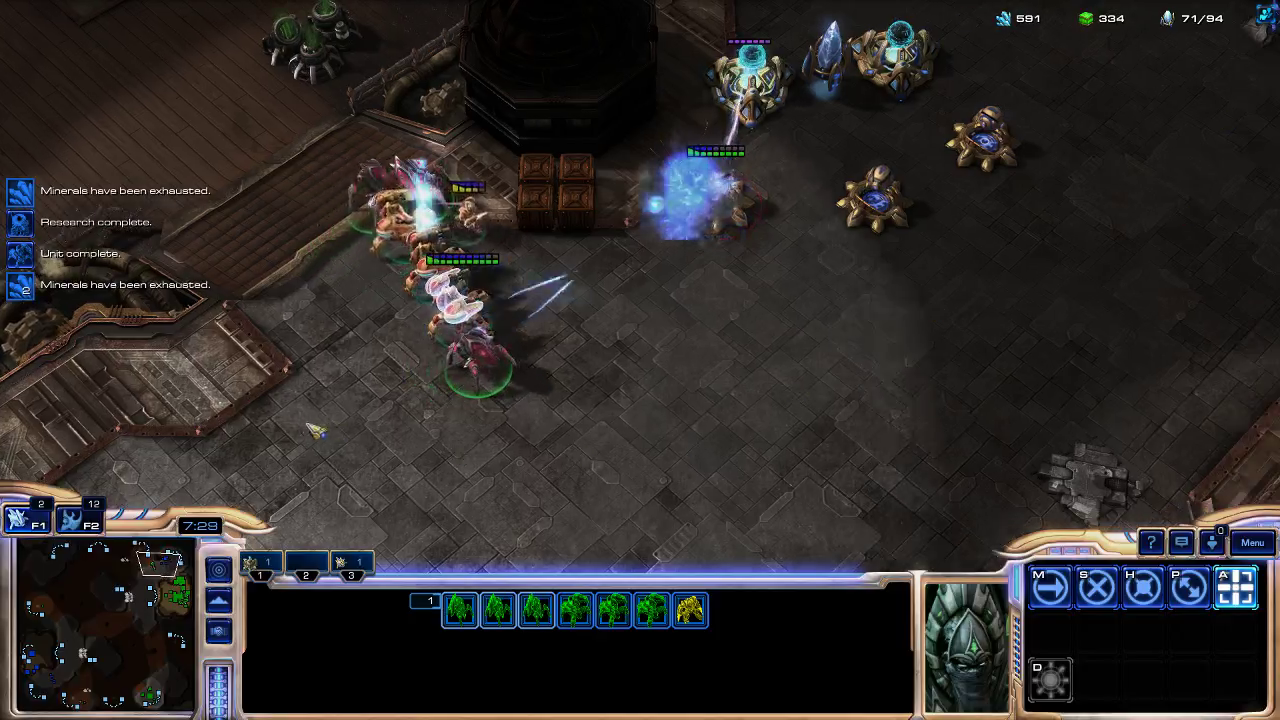 591 334 71/94
Minerals have been exhausted.
Research complete.
Unit complete.
2 Minerals have been exhausted.
2 12
F1 F2
7:29
0
? Menu
1 1
1 2 3
1
M S H P A
D